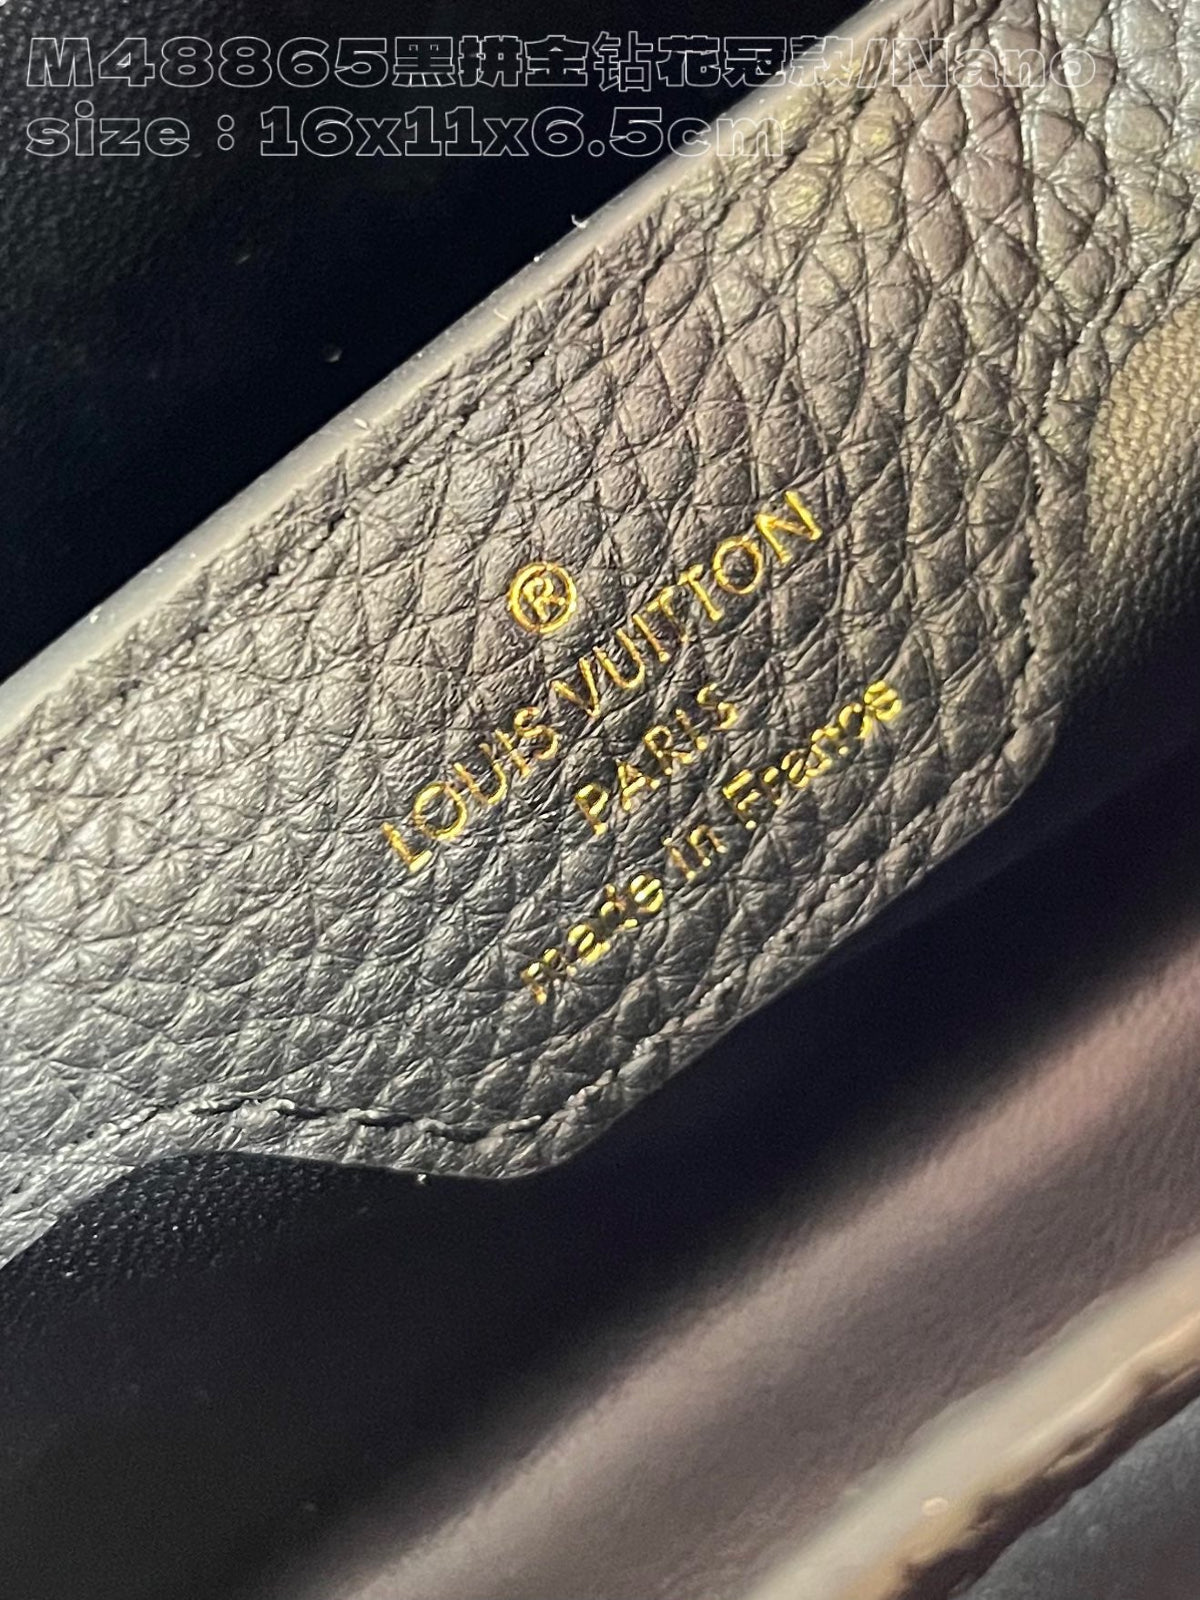 M48865黑拼金钻花冠款/Nano
size：16x11x6.5cm
®
LOUIS VUITTON
PARIS
made in France